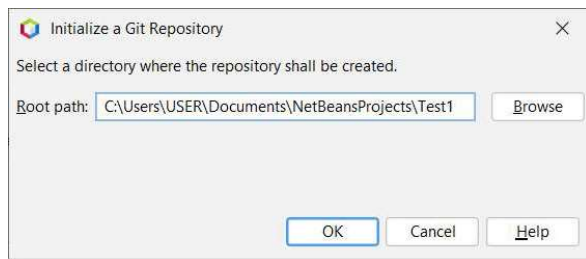 Initialize a Git Repository
Select a directory where the repository shall be created.
Root path: C:\Users\USER\Documents\NetBeansProjects\Test1 Browse
OK Cancel Help